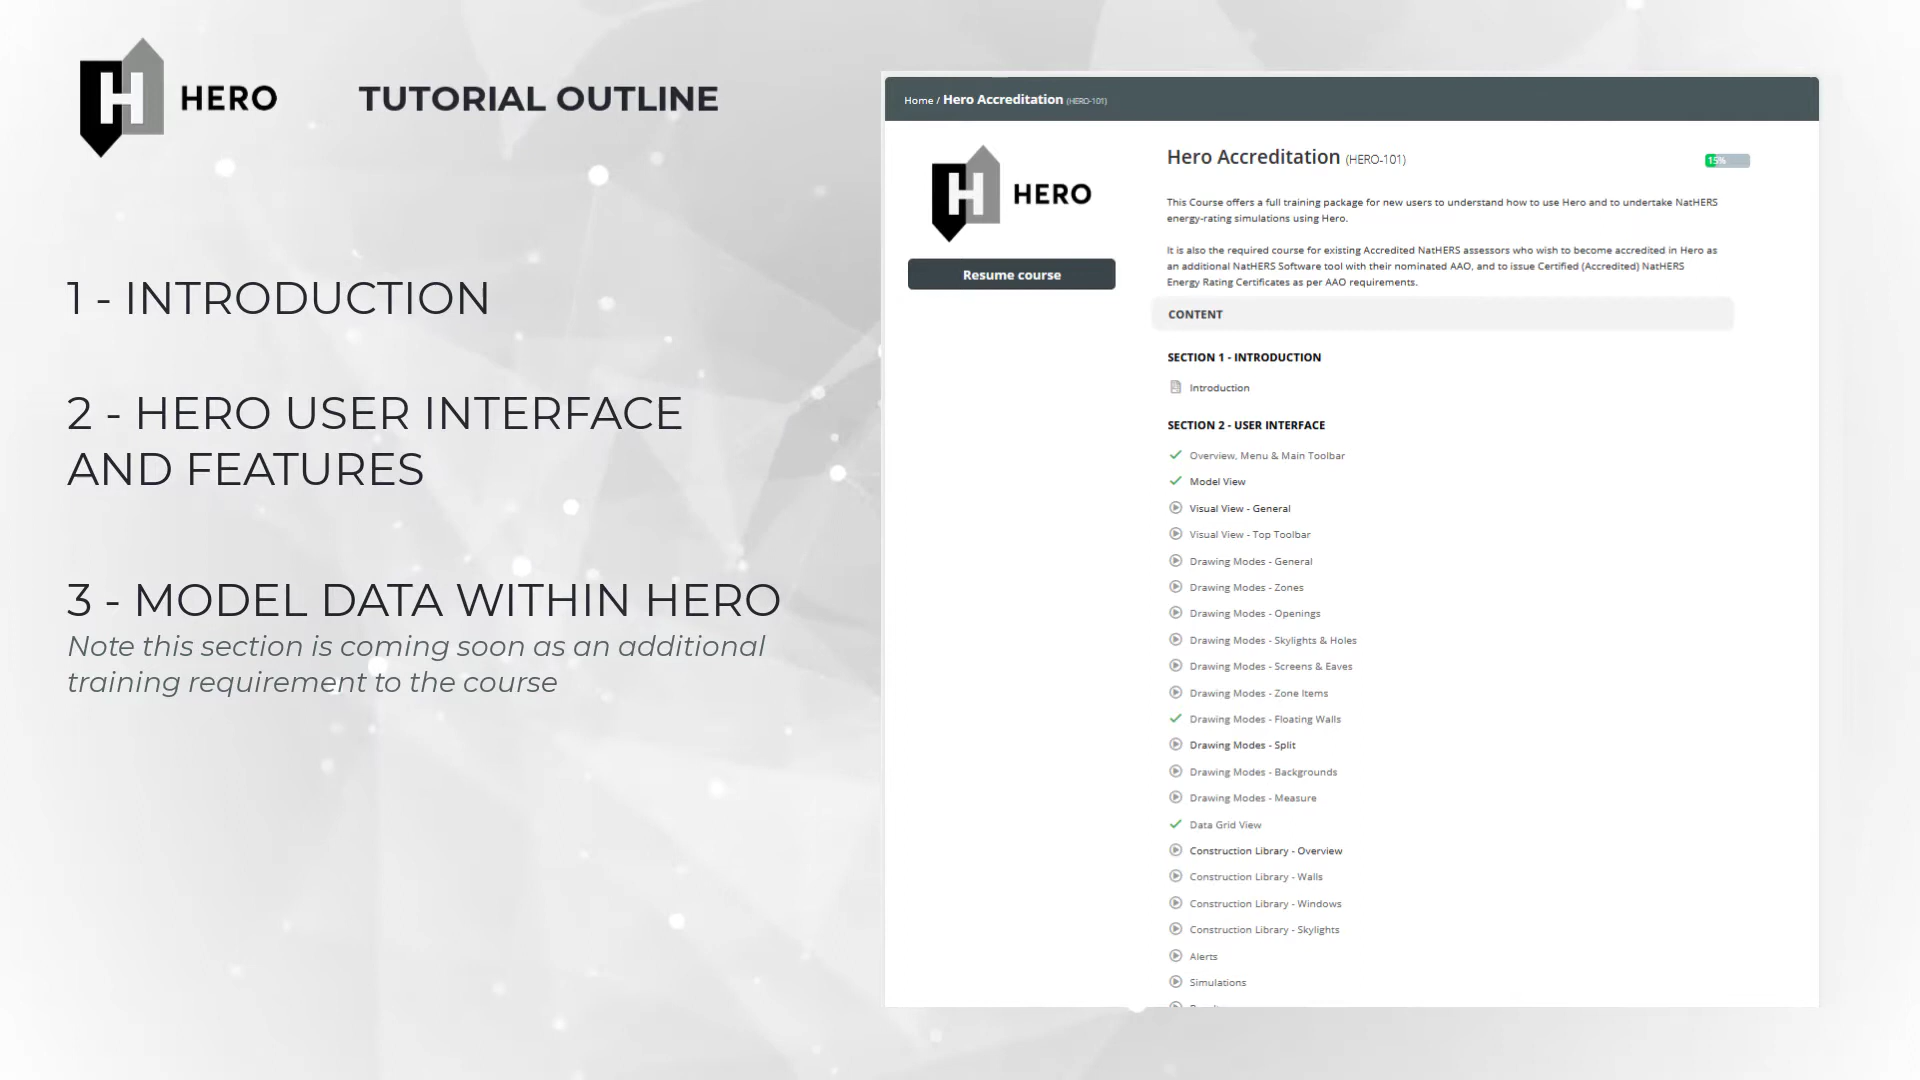 HERO
TUTORIAL OUTLINE
1 - INTRODUCTION
2 - HERO USER INTERFACE
AND FEATURES
3 - MODEL DATA WITHIN HERO
Note this section is coming soon as an additional
training requirement to the course
Home / Hero Accreditation (HERO-101)
HERO
Resume course
Hero Accreditation (HERO-101)
15%
This Course offers a full training package for new users to understand how to use Hero and to undertake NatHERS
energy-rating simulations using Hero.
It is also the required course for existing Accredited NatHERS assessors who wish to become accredited in Hero as
an additional NatHERS Software tool with their nominated AAO, and to issue Certified (Accredited) NatHERS
Energy Rating Certificates as per AAO requirements.
CONTENT
SECTION 1 - INTRODUCTION
Introduction
SECTION 2 - USER INTERFACE
Overview, Menu & Main Toolbar
Model View
Visual View - General
Visual View - Top Toolbar
Drawing Modes - General
Drawing Modes - Zones
Drawing Modes - Openings
Drawing Modes - Skylights & Holes
Drawing Modes - Screens & Eaves
Drawing Modes - Zone Items
Drawing Modes - Floating Walls
Drawing Modes - Split
Drawing Modes - Backgrounds
Drawing Modes - Measure
Data Grid View
Construction Library - Overview
Construction Library - Walls
Construction Library - Windows
Construction Library - Skylights
Alerts
Simulations